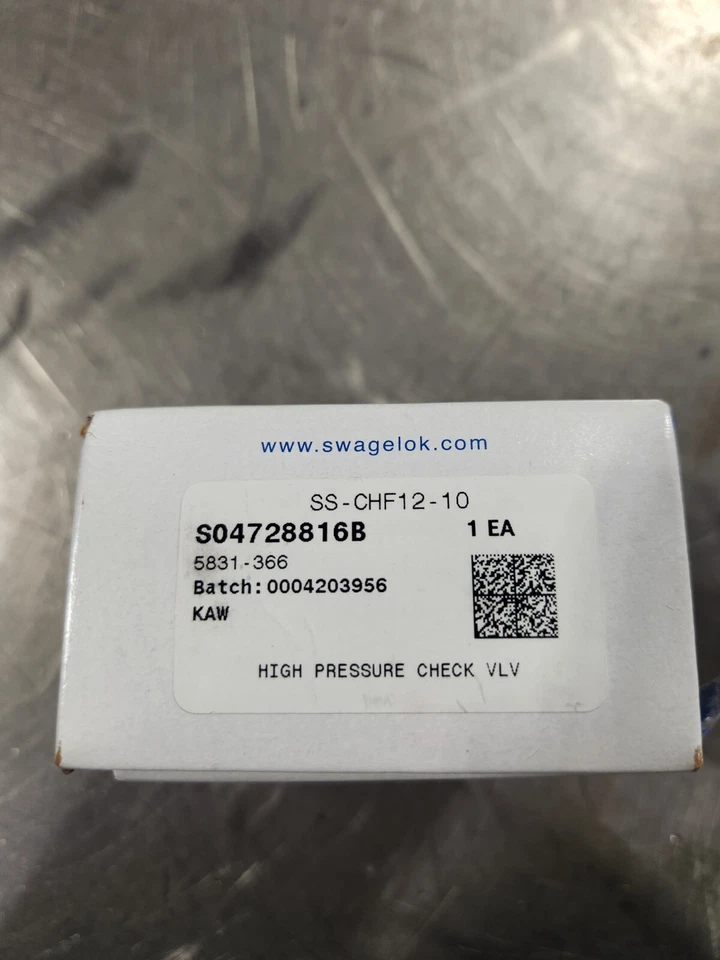 www.swagelok.com
SS-CHF12-10
S04728816B 1 EA
5831-366
Batch: 0004203956
KAW
HIGH PRESSURE CHECK VLV